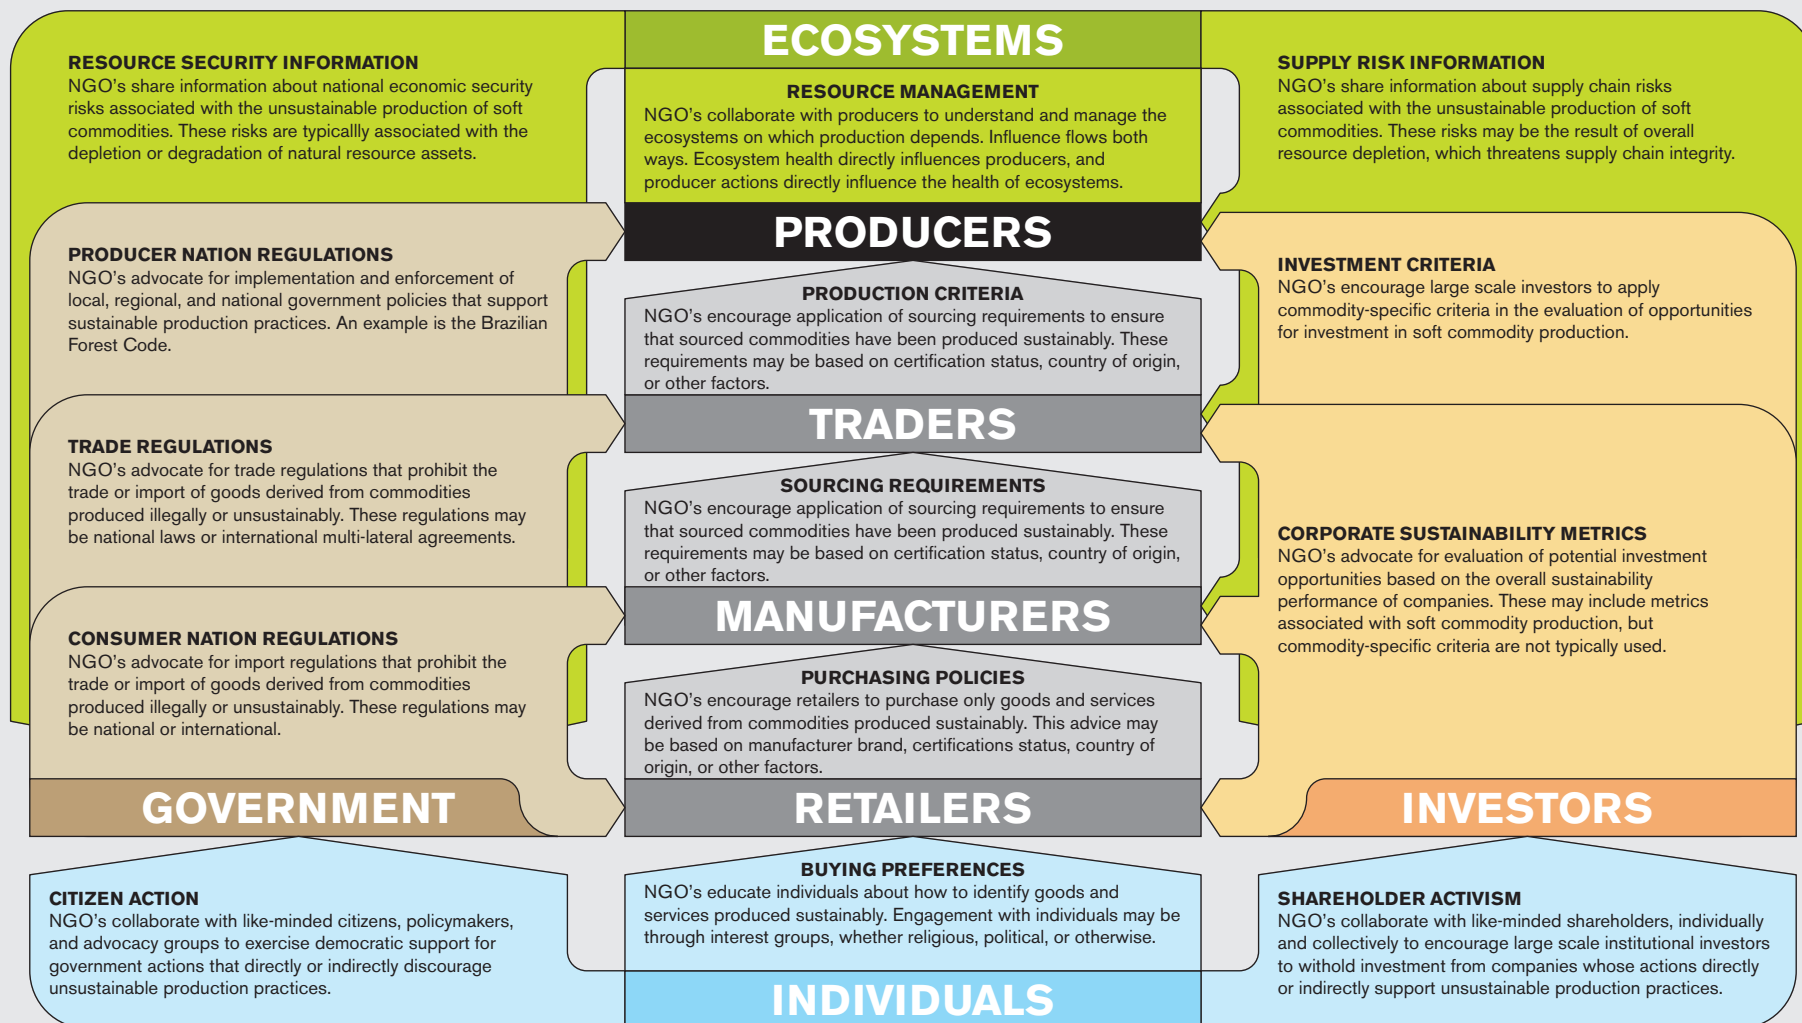 ECOSYSTEMS
RESOURCE SECURITY INFORMATION
NGO's share information about national economic security
risks associated with the unsustainable production of soft
commodities. These risks are typicallly associated with the
depletion or degradation of natural resource assets.
RESOURCE MANAGEMENT
NGO's collaborate with producers to understand and manage the
ecosystems on which production depends. Influence flows both
ways. Ecosystem health directly influences producers, and
producer actions directly influence the health of ecosystems.
SUPPLY RISK INFORMATION
NGO's share information about supply chain risks
associated with the unsustainable production of soft
commodities. These risks may be the result of overall
resource depletion, which threatens supply chain integrity.
PRODUCERS
PRODUCER NATION REGULATIONS
NGO's advocate for implementation and enforcement of
local, regional, and national government policies that support
sustainable production practices. An example is the Brazilian
Forest Code.
PRODUCTION CRITERIA
NGO's encourage application of sourcing requirements to ensure
that sourced commodities have been produced sustainably. These
requirements may be based on certification status, country of origin,
or other factors.
INVESTMENT CRITERIA
NGO's encourage large scale investors to apply
commodity-specific criteria in the evaluation of opportunities
for investment in soft commodity production.
TRADERS
TRADE REGULATIONS
NGO's advocate for trade regulations that prohibit the
trade or import of goods derived from commodities
produced illegally or unsustainably. These regulations may
be national laws or international multi-lateral agreements.
SOURCING REQUIREMENTS
NGO's encourage application of sourcing requirements to ensure
that sourced commodities have been produced sustainably. These
requirements may be based on certification status, country of origin,
or other factors.
CORPORATE SUSTAINABILITY METRICS
NGO's advocate for evaluation of potential investment
opportunities based on the overall sustainability
performance of companies. These may include metrics
associated with soft commodity production, but
commodity-specific criteria are not typically used.
MANUFACTURERS
CONSUMER NATION REGULATIONS
NGO's advocate for import regulations that prohibit the
trade or import of goods derived from commodities
produced illegally or unsustainably. These regulations may
be national or international.
PURCHASING POLICIES
NGO's encourage retailers to purchase only goods and services
derived from commodities produced sustainably. This advice may
be based on manufacturer brand, certifications status, country of
origin, or other factors.
GOVERNMENT
RETAILERS
INVESTORS
CITIZEN ACTION
NGO's collaborate with like-minded citizens, policymakers,
and advocacy groups to exercise democratic support for
government actions that directly or indirectly discourage
unsustainable production practices.
BUYING PREFERENCES
NGO's educate individuals about how to identify goods and
services produced sustainably. Engagement with individuals may be
through interest groups, whether religious, political, or otherwise.
SHAREHOLDER ACTIVISM
NGO's collaborate with like-minded shareholders, individually
and collectively to encourage large scale institutional investors
to withold investment from companies whose actions directly
or indirectly support unsustainable production practices.
INDIVIDUALS